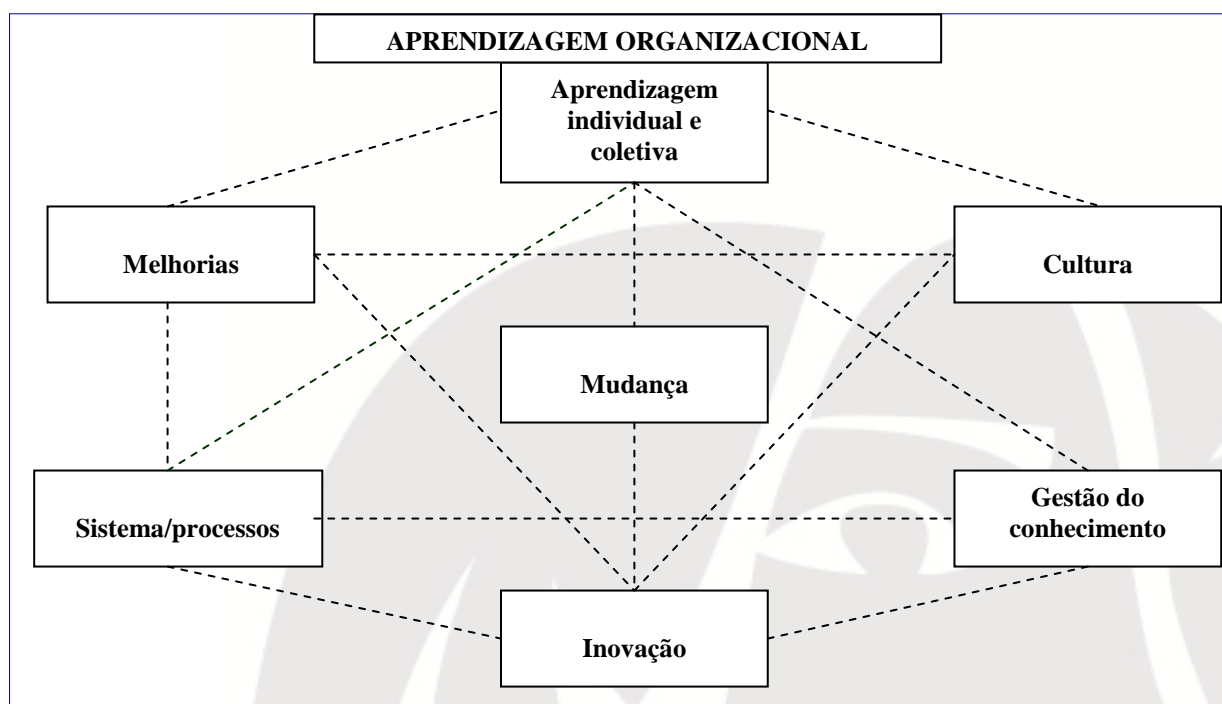 APRENDIZAGEM ORGANIZACIONAL
Aprendizagem
individual e
coletiva
Melhorias
Cultura
Mudança
Sistema/processos
Gestão do
conhecimento
Inovação